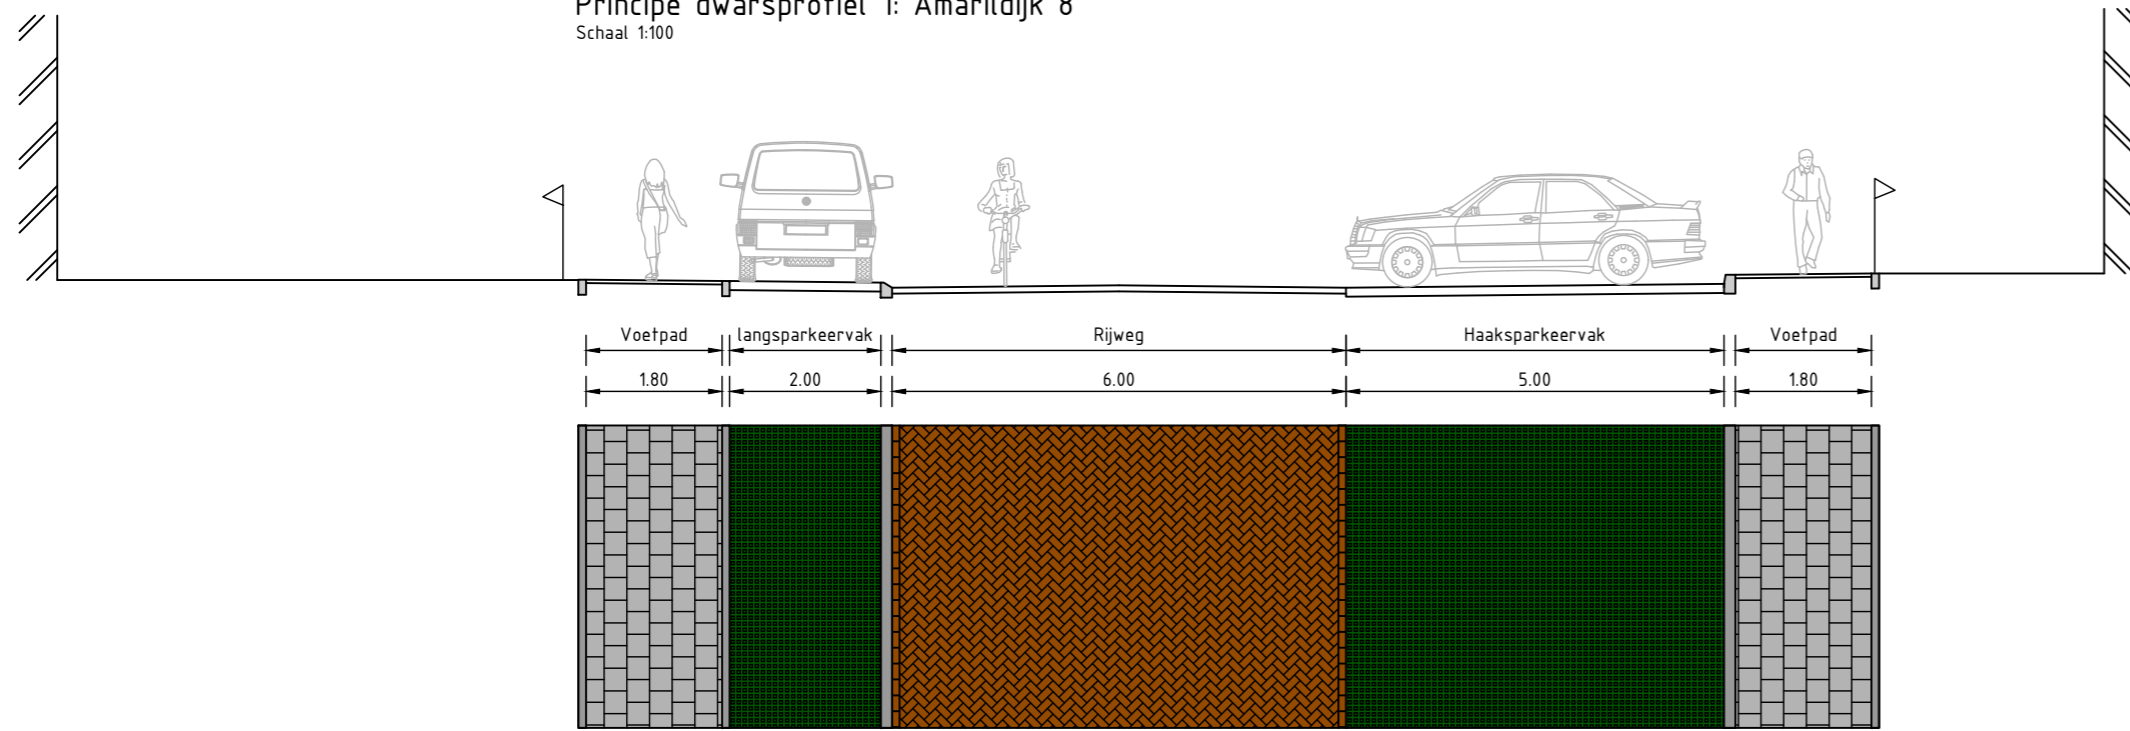 Principe dwarsprofiel 1: Amarildijk 8
Schaal 1:100
Voetpad langsparkeervak Rijweg Haaksparkeervak Voetpad
1.80 2.00 6.00 5.00 1.80